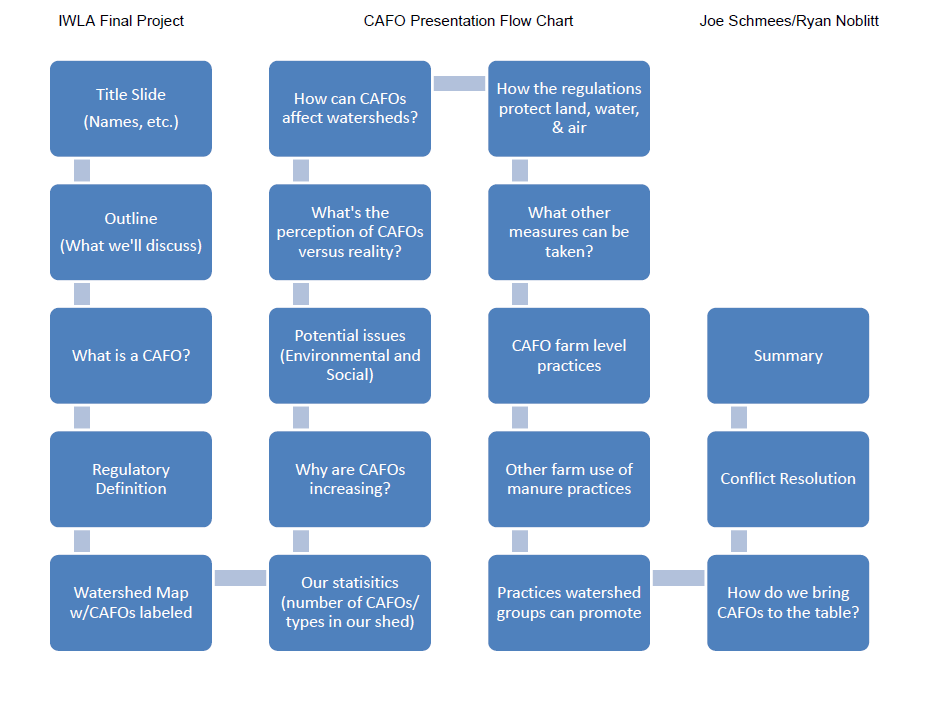 IWLA Final Project
CAFO Presentation Flow Chart
Joe Schmees/Ryan Noblitt
Title Slide
(Names, etc.)
Outline
(What we'll discuss)
What is a CAFO?
Regulatory
Definition
Watershed Map
w/CAFOs labeled
Our statisitics
(number of CAFOs/
types in our shed)
Why are CAFOs
increasing?
Potential issues
(Environmental and
Social)
What's the
perception of CAFOs
versus reality?
How can CAFOs
affect watersheds?
How the regulations
protect land, water,
& air
What other
measures can be
taken?
CAFO farm level
practices
Other farm use of
manure practices
Practices watershed
groups can promote
How do we bring
CAFOs to the table?
Conflict Resolution
Summary